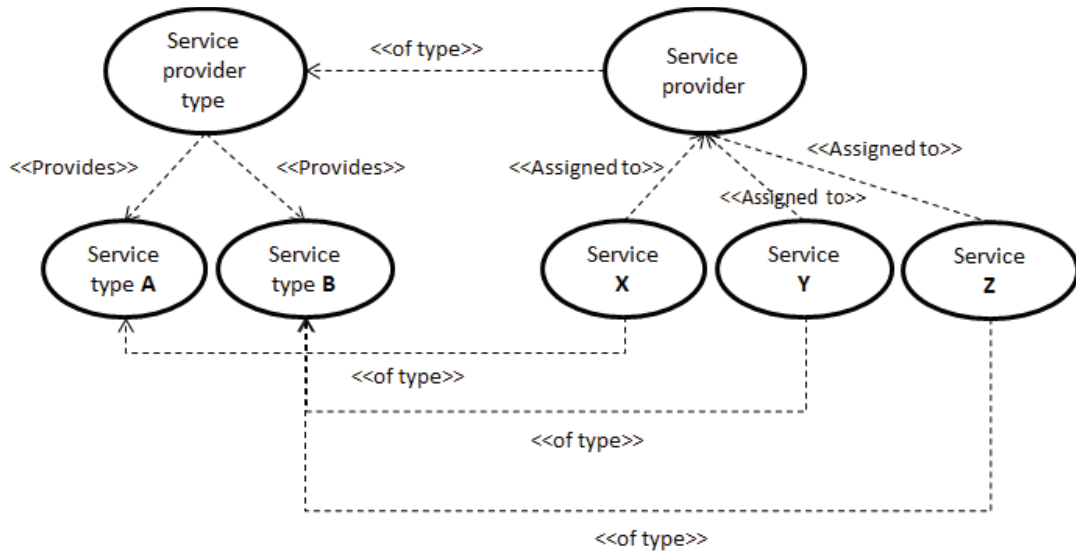 Service
provider
type
<<of type>>
Service
provider
<<Provides>>
<<Provides>>
<<Assigned to>>
<<Assigned to>>
<<Assigned to>>
Service
type A
Service
type B
Service
X
Service
Y
Service
Z
<<of type>>
<<of type>>
<<of type>>